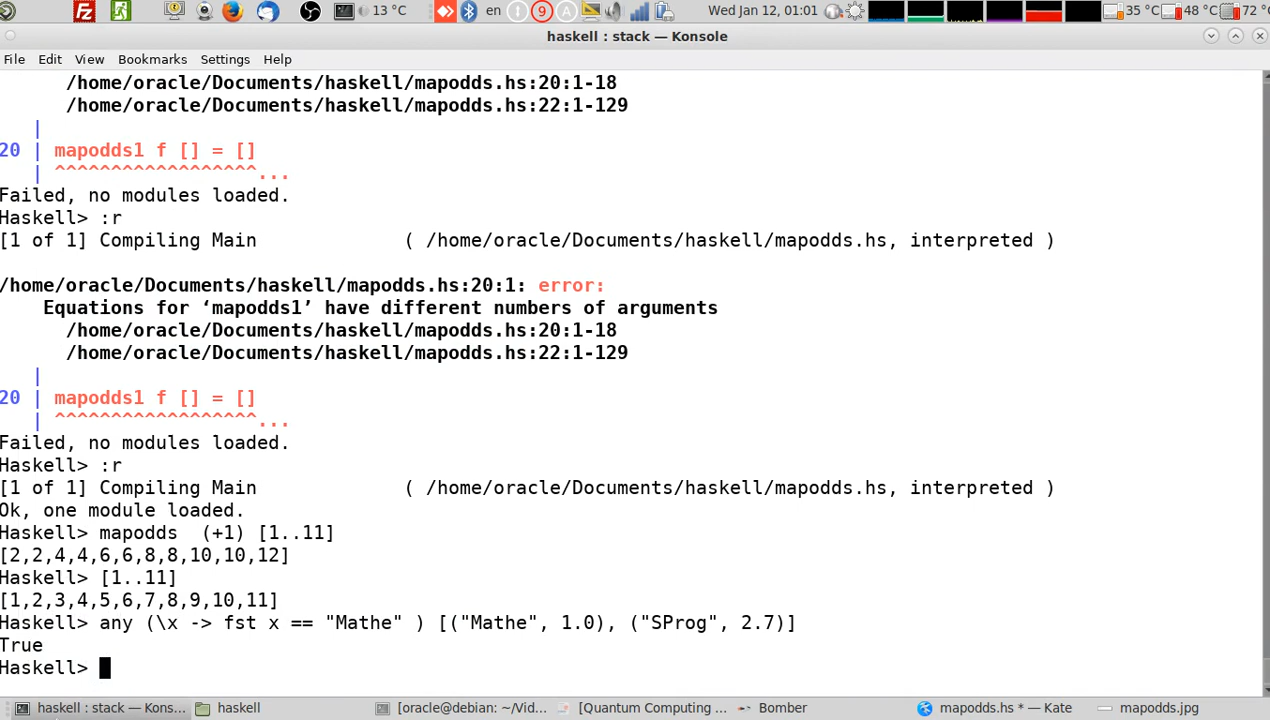 13 °C en 9 A Wed Jan 12, 01:01 35 °C 48 °C 72 °
haskell : stack — Konsole
File Edit View Bookmarks Settings Help
/home/oracle/Documents/haskell/mapodds.hs:20:1-18
/home/oracle/Documents/haskell/mapodds.hs:22:1-129
|
20 | mapodds1 f [] = []
| ^^^^^^^^^^^^^^^^^^...
Failed, no modules loaded.
Haskell> :r
[1 of 1] Compiling Main ( /home/oracle/Documents/haskell/mapodds.hs, interpreted )
/home/oracle/Documents/haskell/mapodds.hs:20:1: error:
Equations for ‘mapodds1’ have different numbers of arguments
/home/oracle/Documents/haskell/mapodds.hs:20:1-18
/home/oracle/Documents/haskell/mapodds.hs:22:1-129
|
20 | mapodds1 f [] = []
| ^^^^^^^^^^^^^^^^^^...
Failed, no modules loaded.
Haskell> :r
[1 of 1] Compiling Main ( /home/oracle/Documents/haskell/mapodds.hs, interpreted )
Ok, one module loaded.
Haskell> mapodds  (+1) [1..11]
[2,2,4,4,6,6,8,8,10,10,12]
Haskell> [1..11]
[1,2,3,4,5,6,7,8,9,10,11]
Haskell> any (\x -> fst x == "Mathe" ) [("Mathe", 1.0), ("SProg", 2.7)]
True
Haskell>
haskell : stack — Kons... haskell [oracle@debian: ~/Vid... [Quantum Computing ... Bomber mapodds.hs * — Kate mapodds.jpg